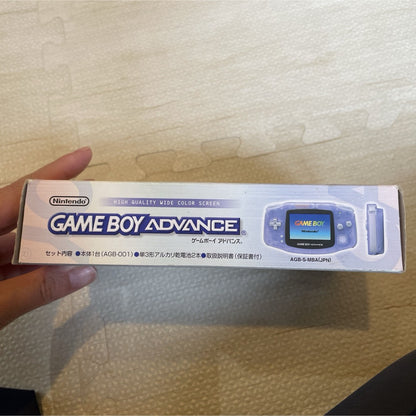 Nintendo
HIGH QUALITY WIDE COLOR SCREEN
GAME BOY ADVANCE
ゲームボーイ アドバンス
セット内容 ●本体1台(AGB-001) ●単3形アルカリ乾電池2本 ●取扱説明書(保証書付)
GAME BOY
Nintendo
AGB-S-MBA(JPN)